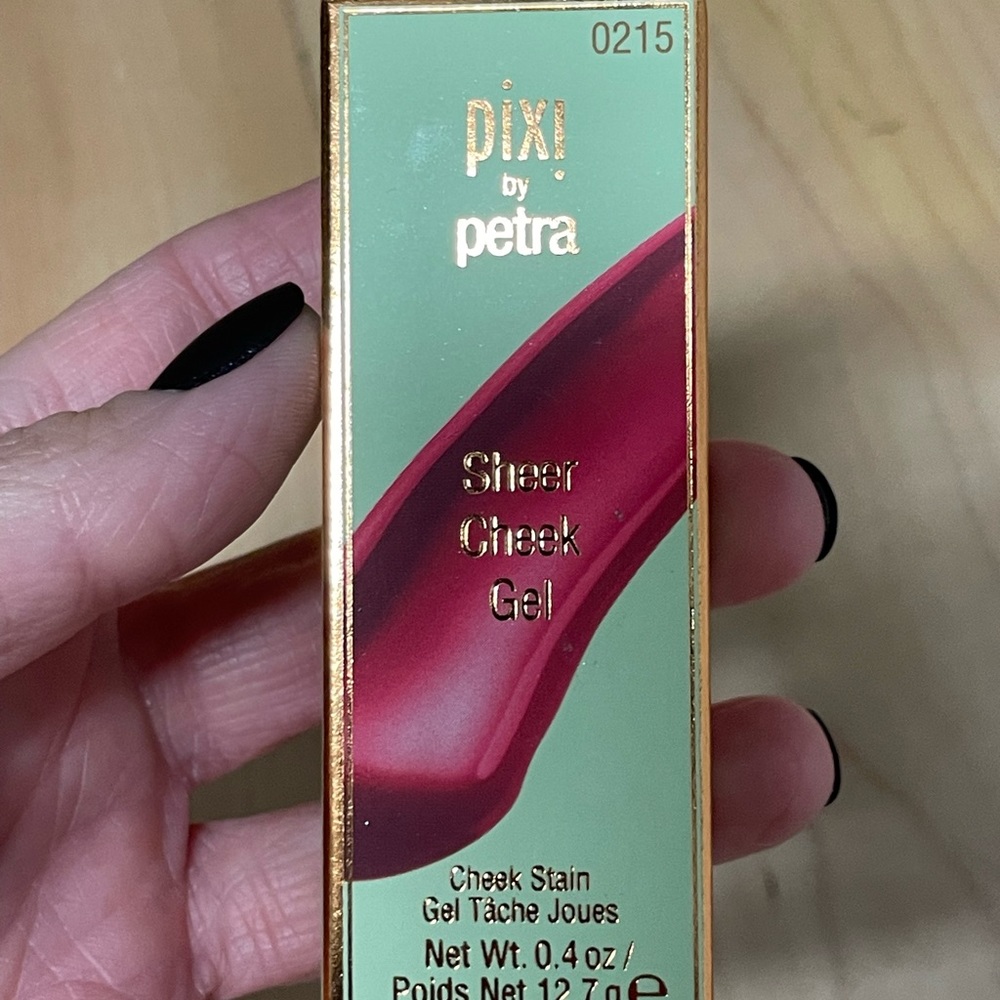 0215
pixi
by
petra
Sheer
Cheek
Gel
Cheek Stain
Gel Tâche Joues
Net Wt. 0.4 oz /
Poids Net 12.7 g ℮